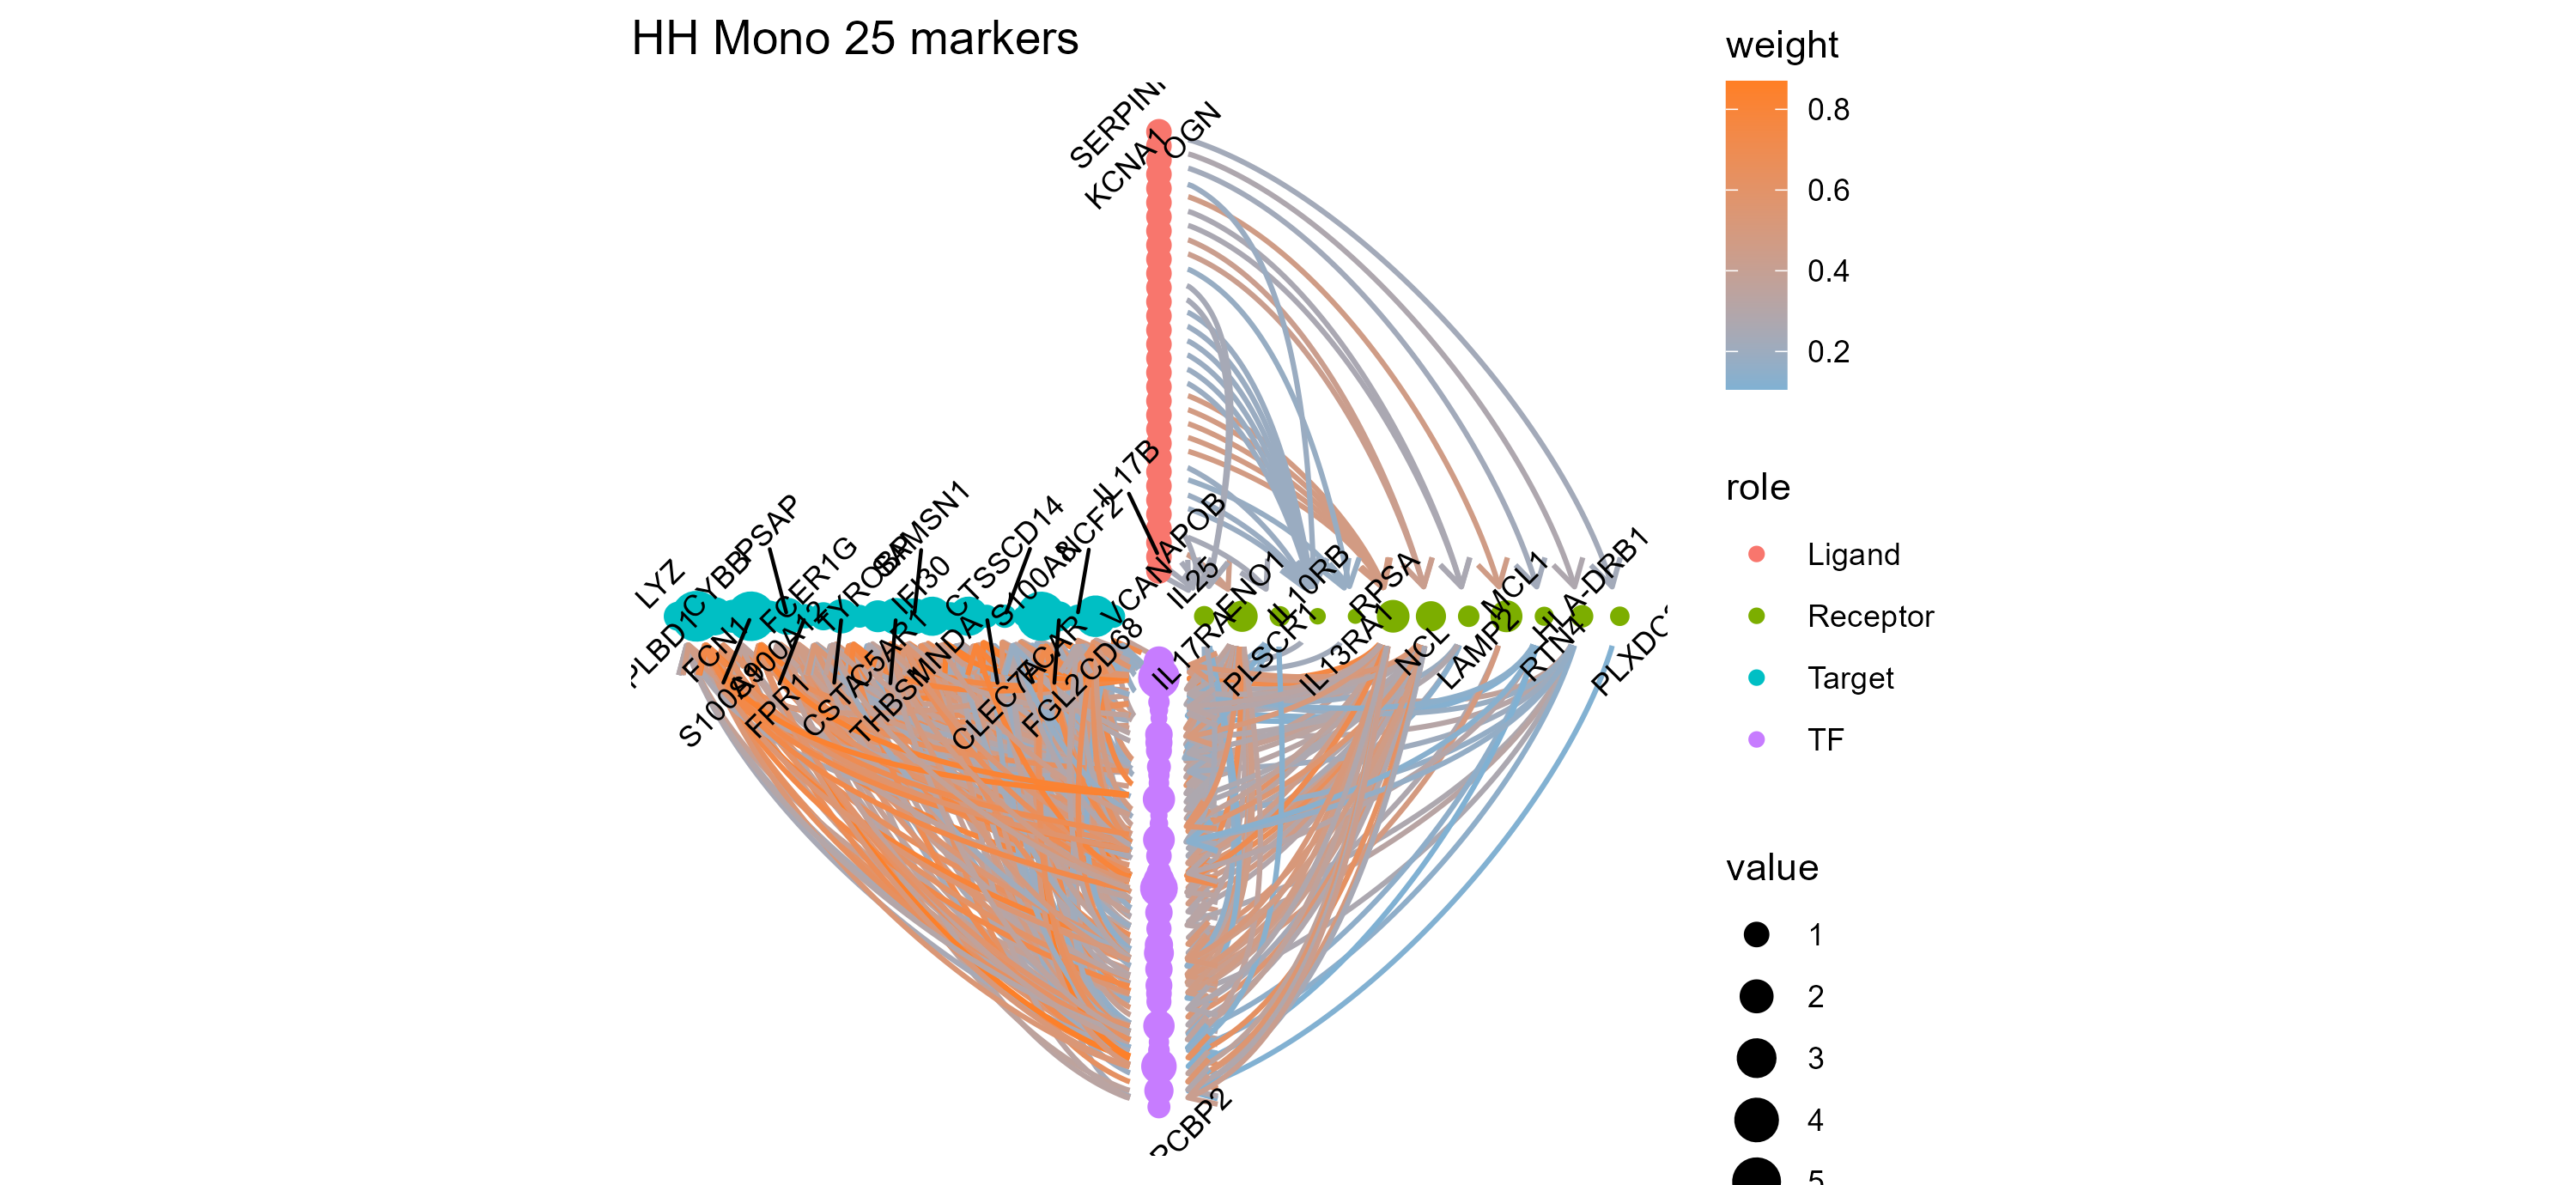 HH Mono 25 markers
SERPIN
OGN
KCNA1
IL17B
APOB
NCF2
S100A8
CD14
CTSS
SAMSN1
IFI30
TYROBP
FCER1G
PSAP
CYBB
LYZ
VCAN
IL25
ENO1
IL10RB
RPSA
MCL1
HLA-DRB1
PLBD1
FCN1
S100A12
S100A9
FPR1
CSTA
C5AR1
THBS1
MNDA
CLEC7A
FGL2
CD68
IL17RA
PLSCR1
IL13RA1
NCL
LAMP2
RTN4
PLXDC
PCBP2
weight
0.8
0.6
0.4
0.2
role
Ligand
Receptor
Target
TF
value
1
2
3
4
5